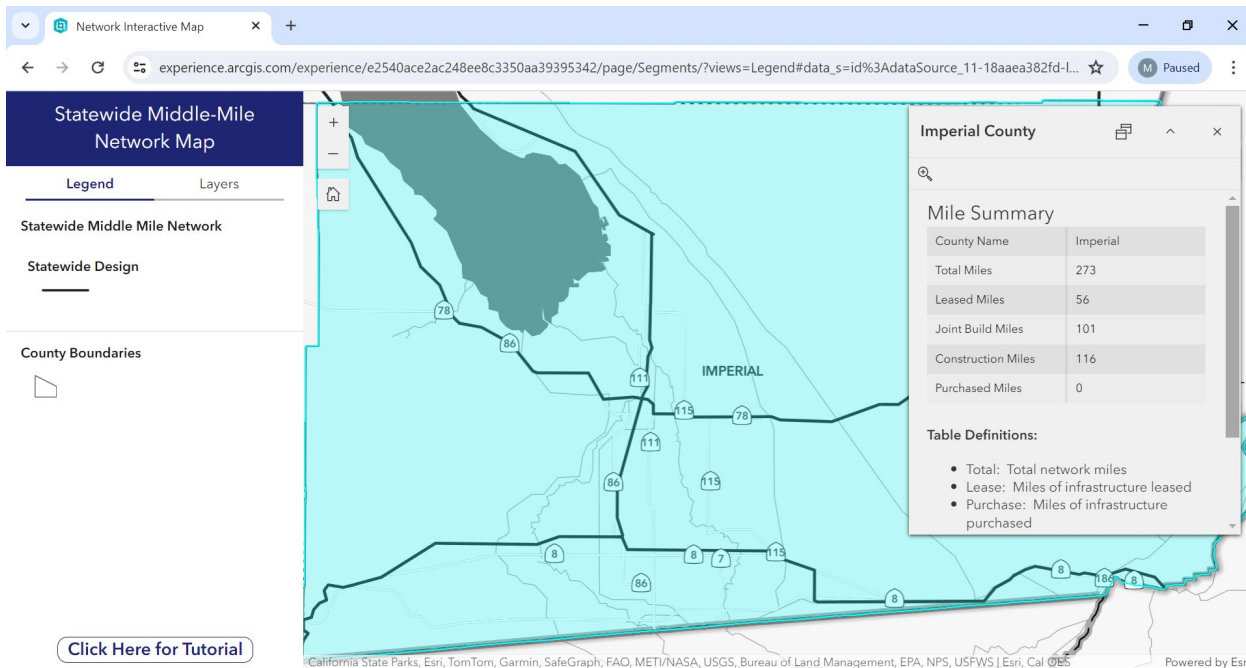 Network Interactive Map
experience.arcgis.com/experience/e2540ace2ac248ee8c3350aa39395342/page/Segments/?views=Legend#data_s=id%3AdataSource_11-18aaea382fd-l...
M Paused
Statewide Middle-Mile
Network Map
Legend Layers
Statewide Middle Mile Network
Statewide Design
County Boundaries
Click Here for Tutorial
+
−
78
86
111
IMPERIAL
115
78
111
86
115
8
8
7
115
86
8
8
186
8
Imperial County
Mile Summary
County Name Imperial
Total Miles 273
Leased Miles 56
Joint Build Miles 101
Construction Miles 116
Purchased Miles 0
Table Definitions:
• Total: Total network miles
• Lease: Miles of infrastructure leased
• Purchase: Miles of infrastructure
purchased
California State Parks, Esri, TomTom, Garmin, SafeGraph, FAO, METI/NASA, USGS, Bureau of Land Management, EPA, NPS, USFWS | Esri, Cal OES
Powered by Esri